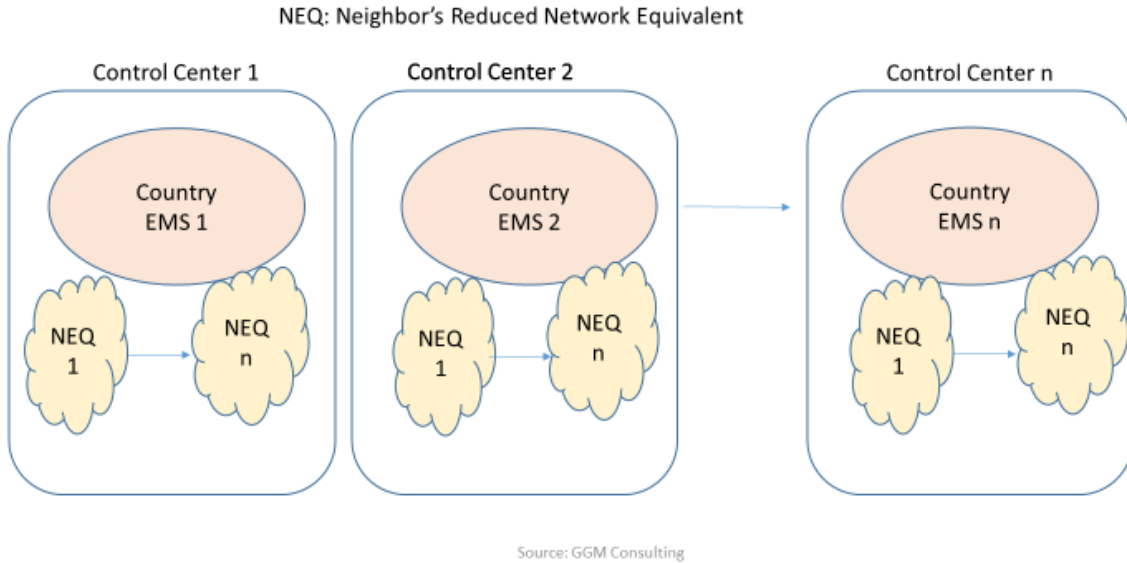 NEQ: Neighbor's Reduced Network Equivalent
Control Center 1
Control Center 2
Control Center n
Country
EMS 1
Country
EMS 2
Country
EMS n
NEQ
1
NEQ
n
NEQ
1
NEQ
n
NEQ
1
NEQ
n
Source: GGM Consulting